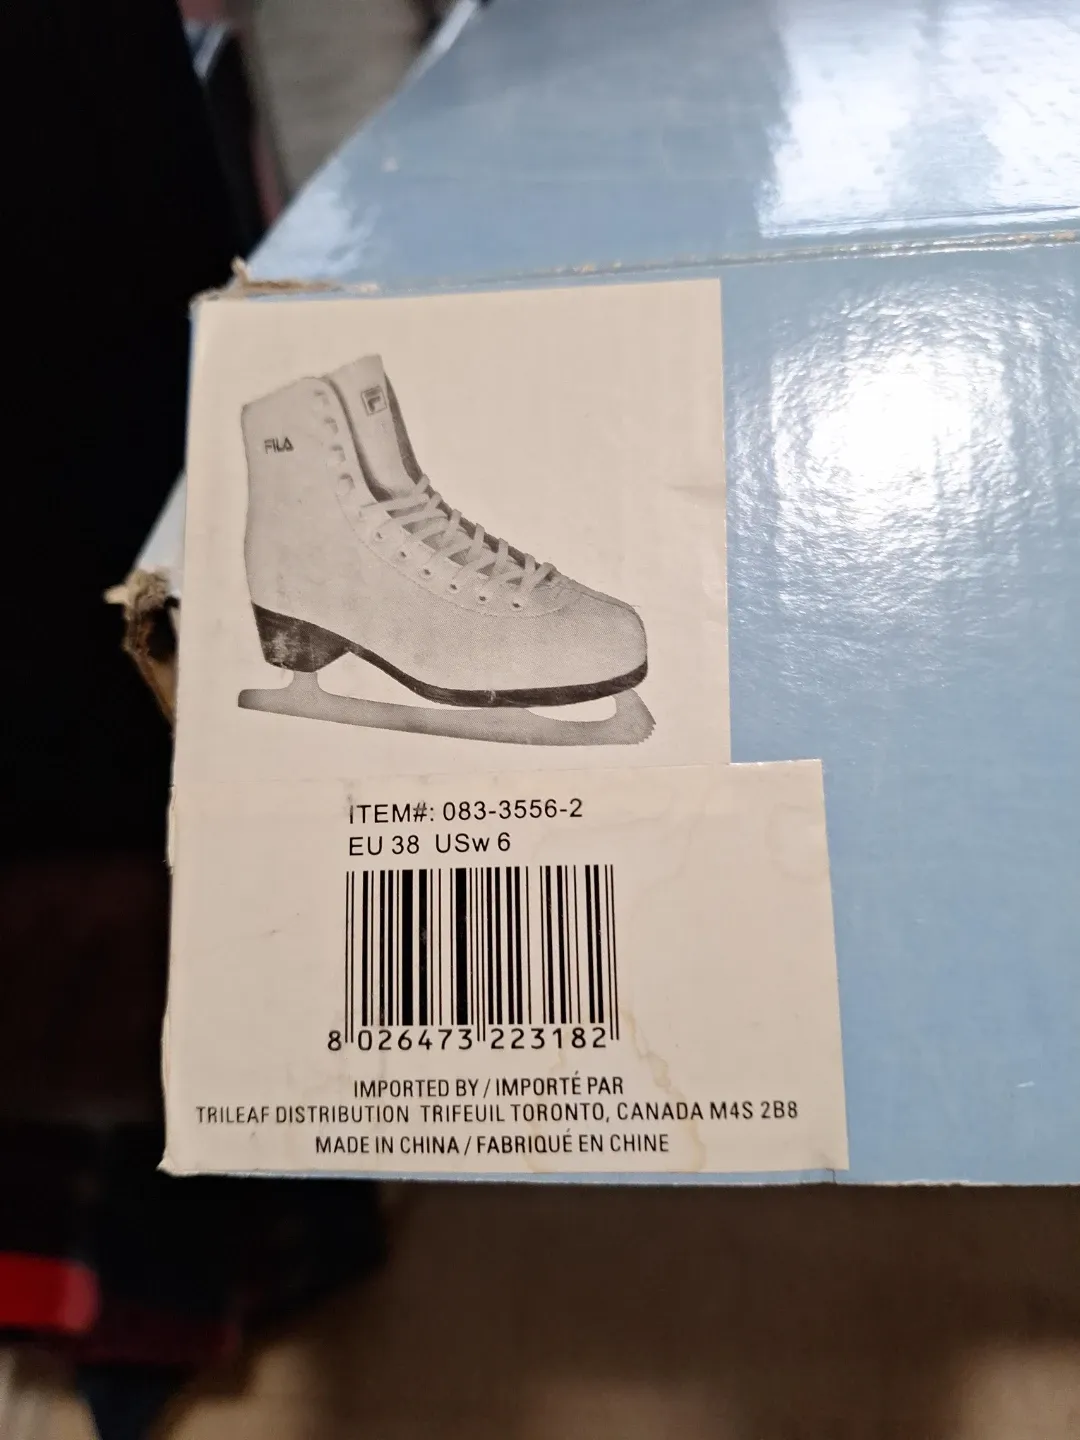 FILA
ITEM#: 083-3556-2
EU 38 USw 6
8 026473 223182
IMPORTED BY / IMPORTÉ PAR
TRILEAF DISTRIBUTION TRIFEUIL TORONTO, CANADA M4S 2B8
MADE IN CHINA / FABRIQUÉ EN CHINE